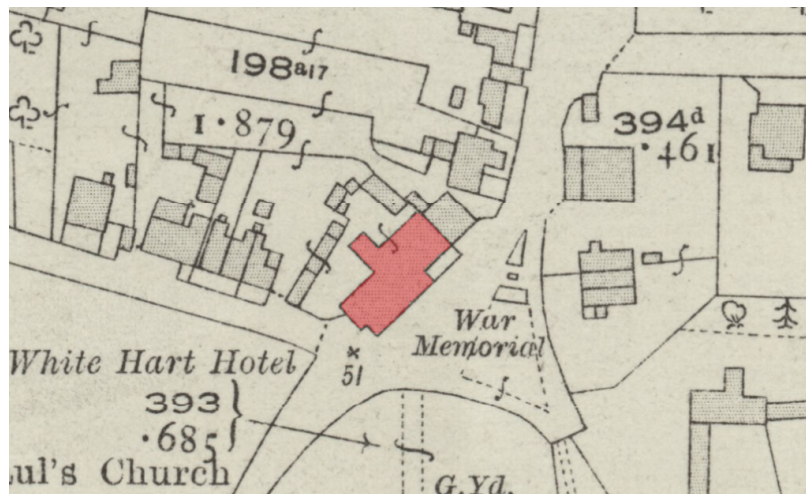 198a17
1·879
394d
·461
War
Memorial
White Hart Hotel
51
393
·685
ul's Church
G.Yd.